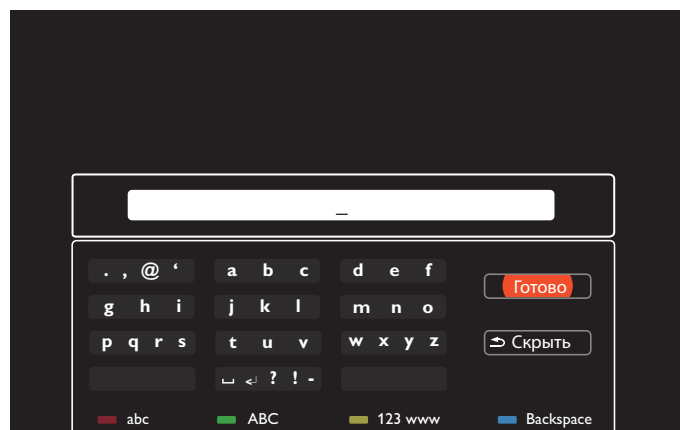 _
. , @ ‘ a b c d e f
Готово
g h i j k l m n o
p q r s t u v w x y z
Скрыть
␣ ↲ ? ! -
abc ABC 123 www Backspace